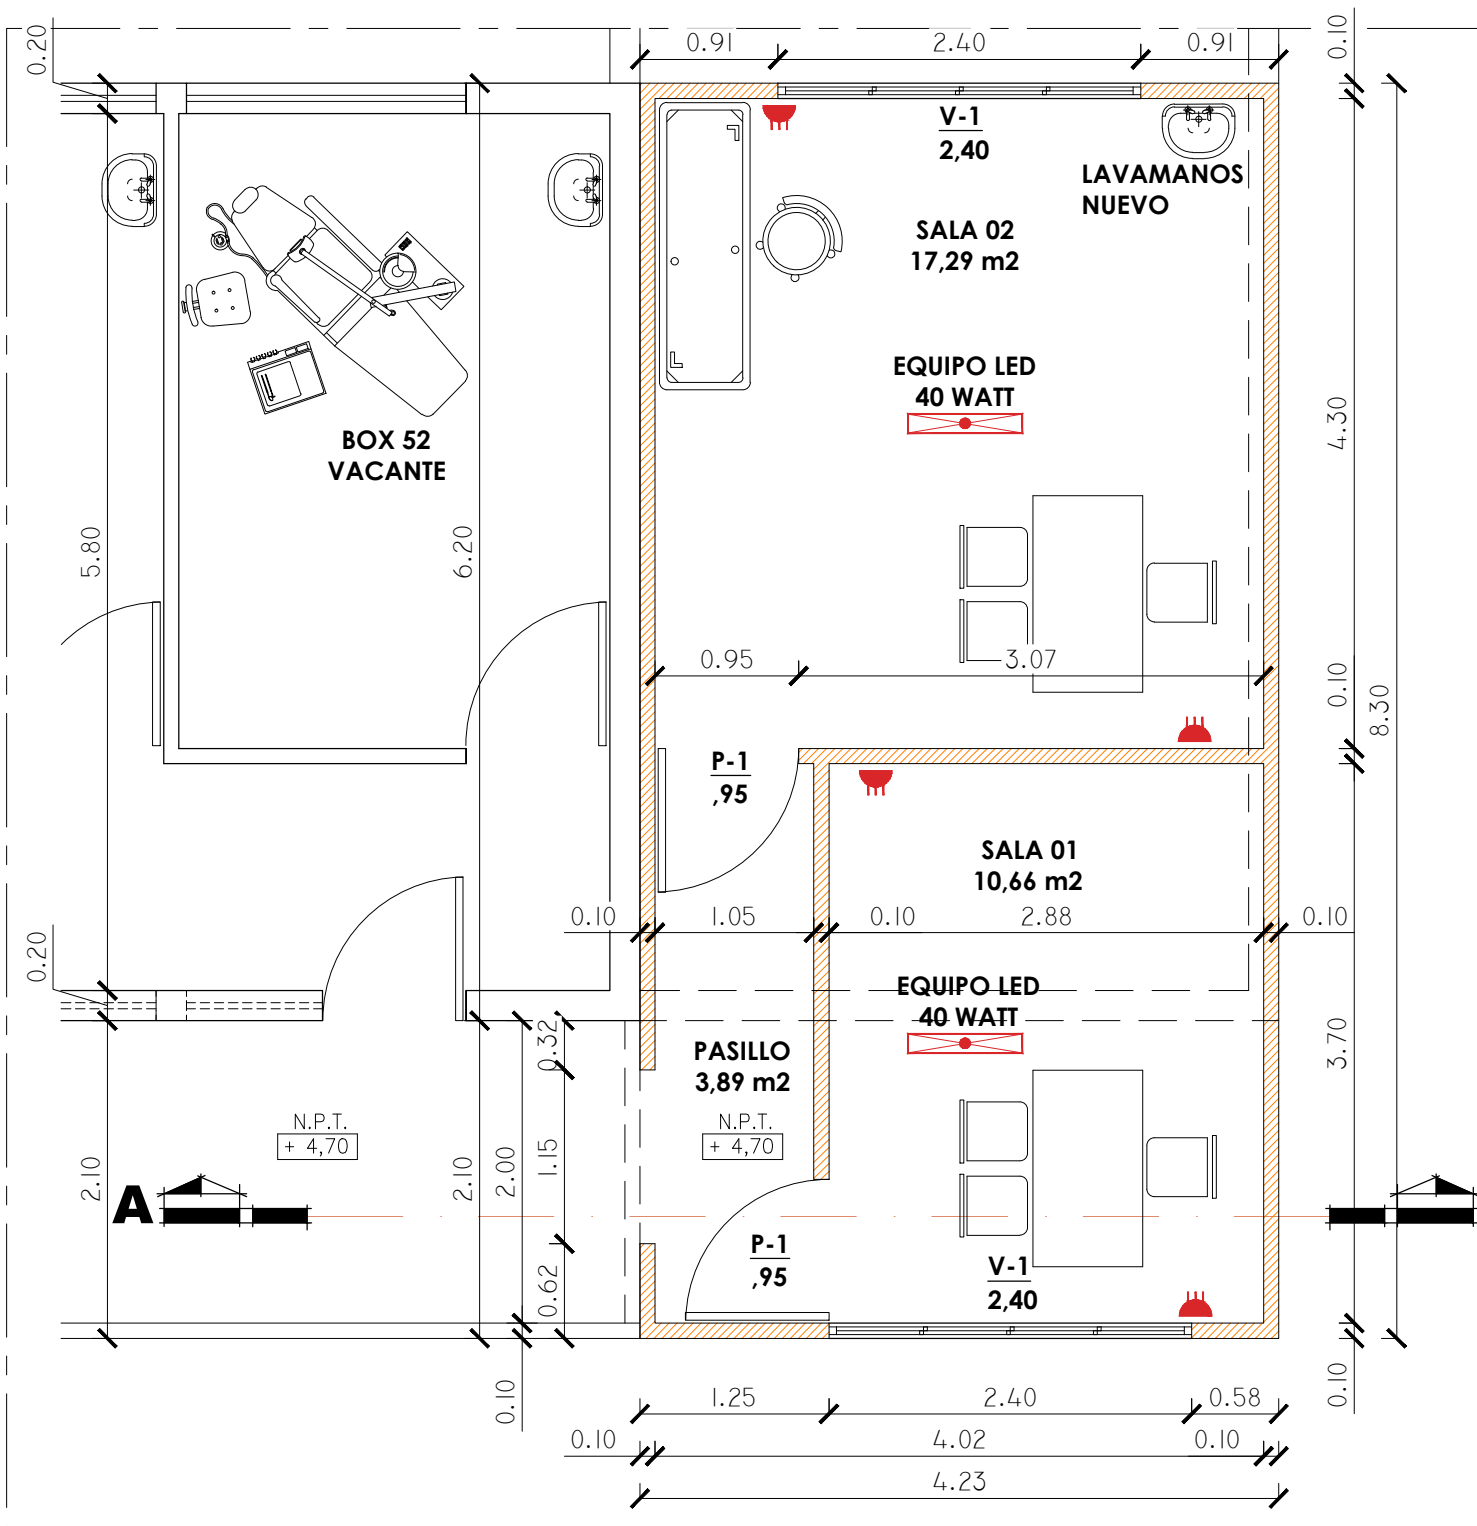 0.20
0.91
2.40
0.91
0.10
V-1
2,40
LAVAMANOS
NUEVO
SALA 02
17,29 m2
EQUIPO LED
40 WATT
BOX 52
VACANTE
4.30
5.80
6.20
0.95
3.07
0.10
8.30
P-1
,95
SALA 01
10,66 m2
0.10
1.05
0.10
2.88
0.10
0.20
EQUIPO LED
40 WATT
0.32
PASILLO
3,89 m2
3.70
N.P.T.
+ 4,70
N.P.T.
+ 4,70
2.10
2.10
2.00
1.15
A
P-1
,95
V-1
2,40
0.62
0.10
0.10
1.25
2.40
0.58
0.10
4.02
0.10
4.23